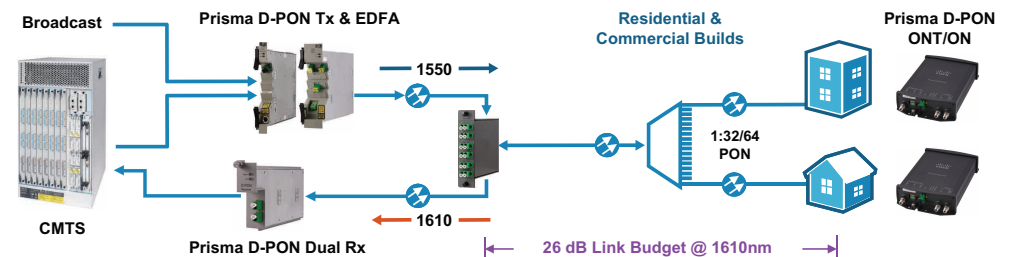 Broadcast
Prisma D-PON Tx & EDFA
Residential &
Commercial Builds
Prisma D-PON
ONT/ON
1550
1:32/64
PON
CMTS
1610
Prisma D-PON Dual Rx
26 dB Link Budget @ 1610nm